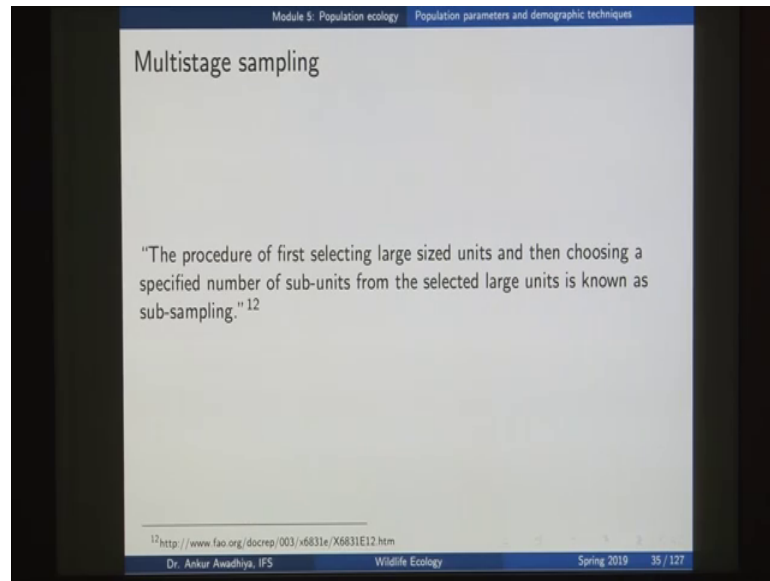 Module 5: Population ecology Population parameters and demographic techniques
Multistage sampling
“The procedure of first selecting large sized units and then choosing a
specified number of sub-units from the selected large units is known as
sub-sampling.”12
12http://www.fao.org/docrep/003/x6831e/X6831E12.htm
Dr. Ankur Awadhiya, IFS Wildlife Ecology Spring 2019 35 / 127